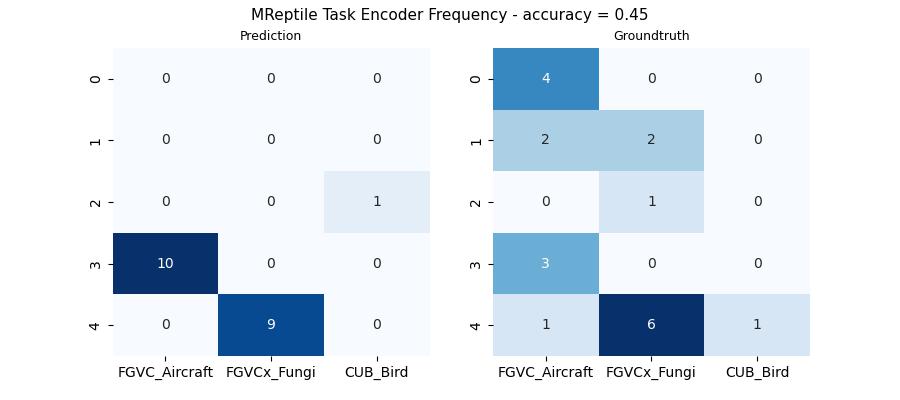 MReptile Task Encoder Frequency - accuracy = 0.45
Prediction
0 0 0 0
1 0 0 0
2 0 0 1
3 10 0 0
4 0 9 0
FGVC_Aircraft FGVCx_Fungi CUB_Bird
Groundtruth
0 4 0 0
1 2 2 0
2 0 1 0
3 3 0 0
4 1 6 1
FGVC_Aircraft FGVCx_Fungi CUB_Bird